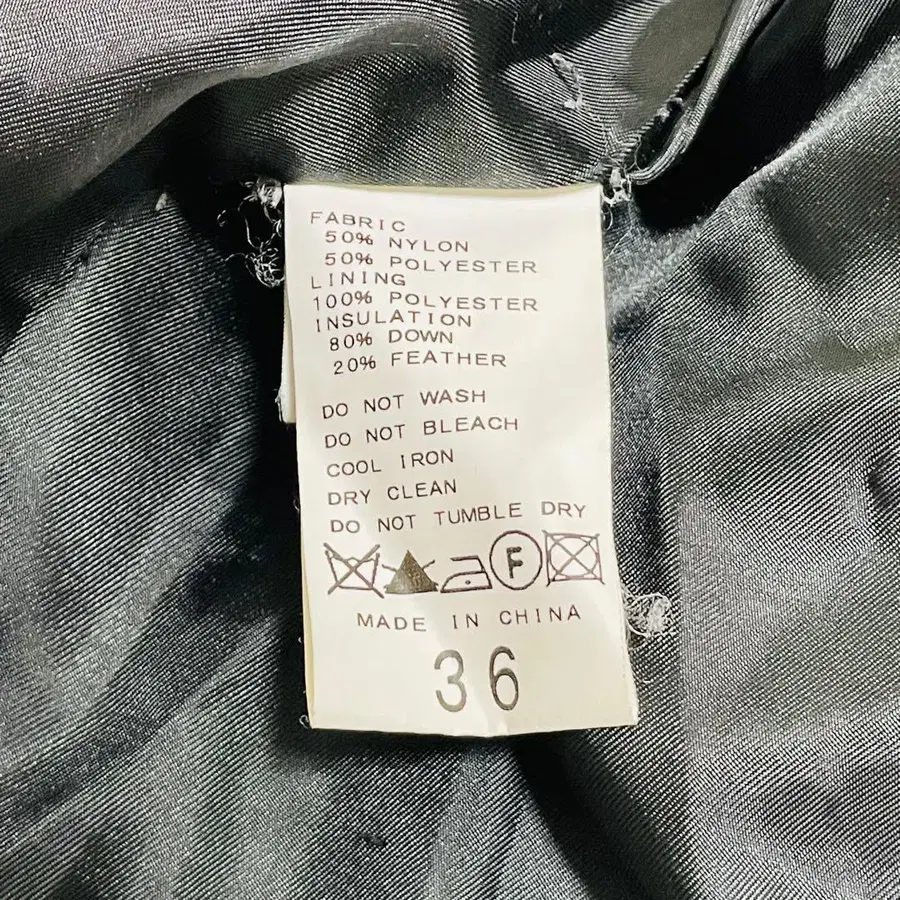 FABRIC
50% NYLON
50% POLYESTER
LINING
100% POLYESTER
INSULATION
80% DOWN
20% FEATHER
DO NOT WASH
DO NOT BLEACH
COOL IRON
DRY CLEAN
DO NOT TUMBLE DRY
F
MADE IN CHINA
36